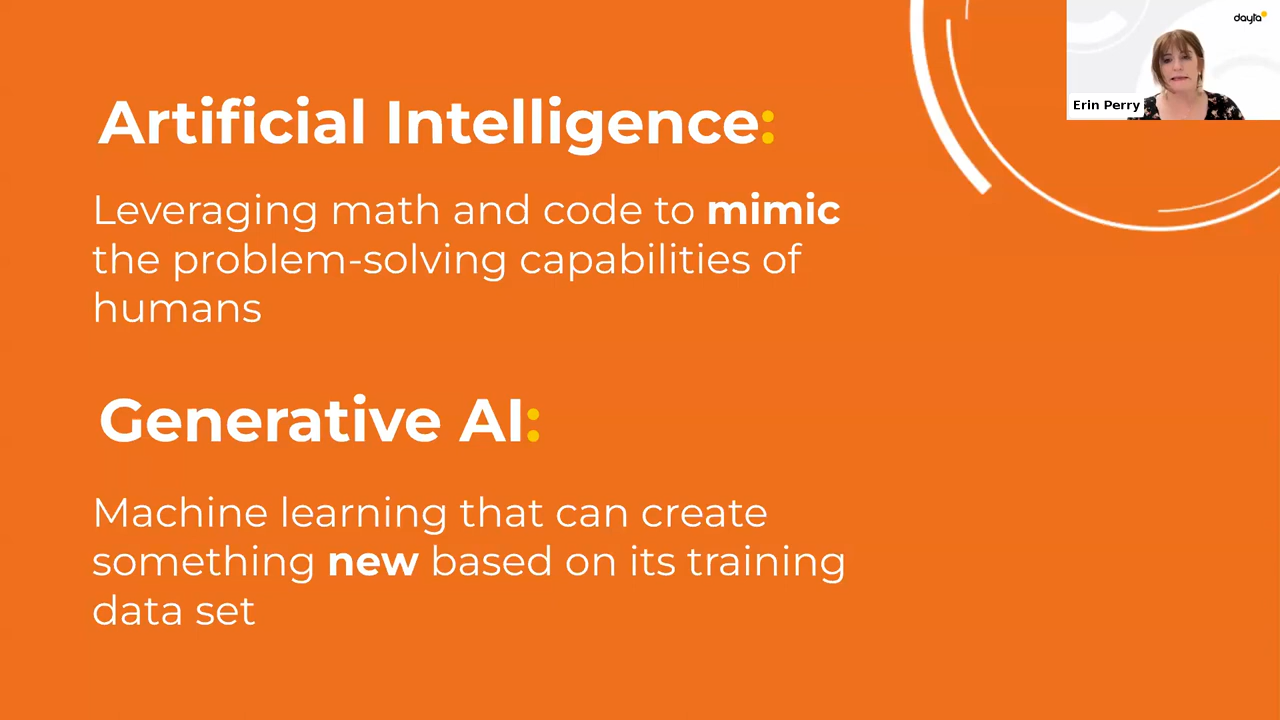 dayta
Erin Perry
Artificial Intelligence:
Leveraging math and code to mimic
the problem-solving capabilities of
humans
Generative AI:
Machine learning that can create
something new based on its training
data set